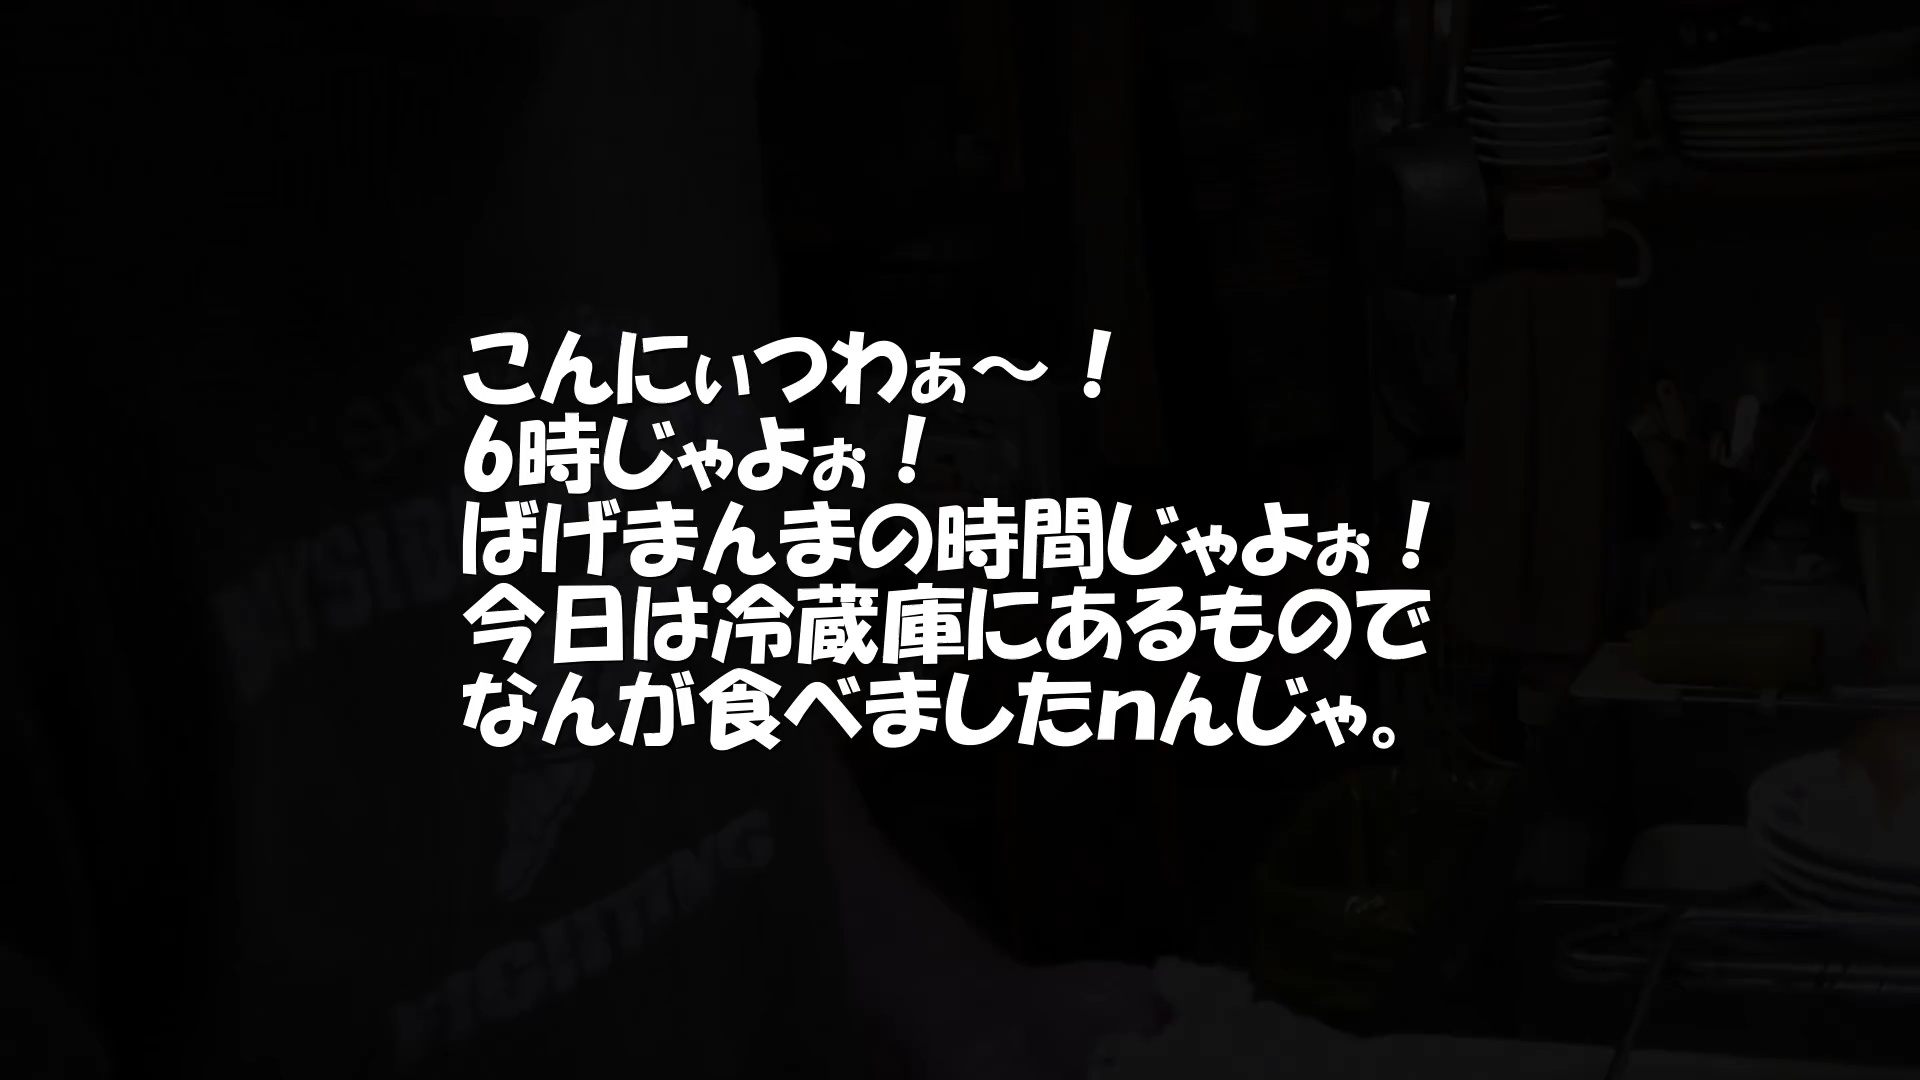 こんにぃつわぁ～！
6時じゃよぉ！
ばげまんまの時間じゃよぉ！
今日は冷蔵庫にあるもので
なんが食べましたnんじゃ。
FIGHTING